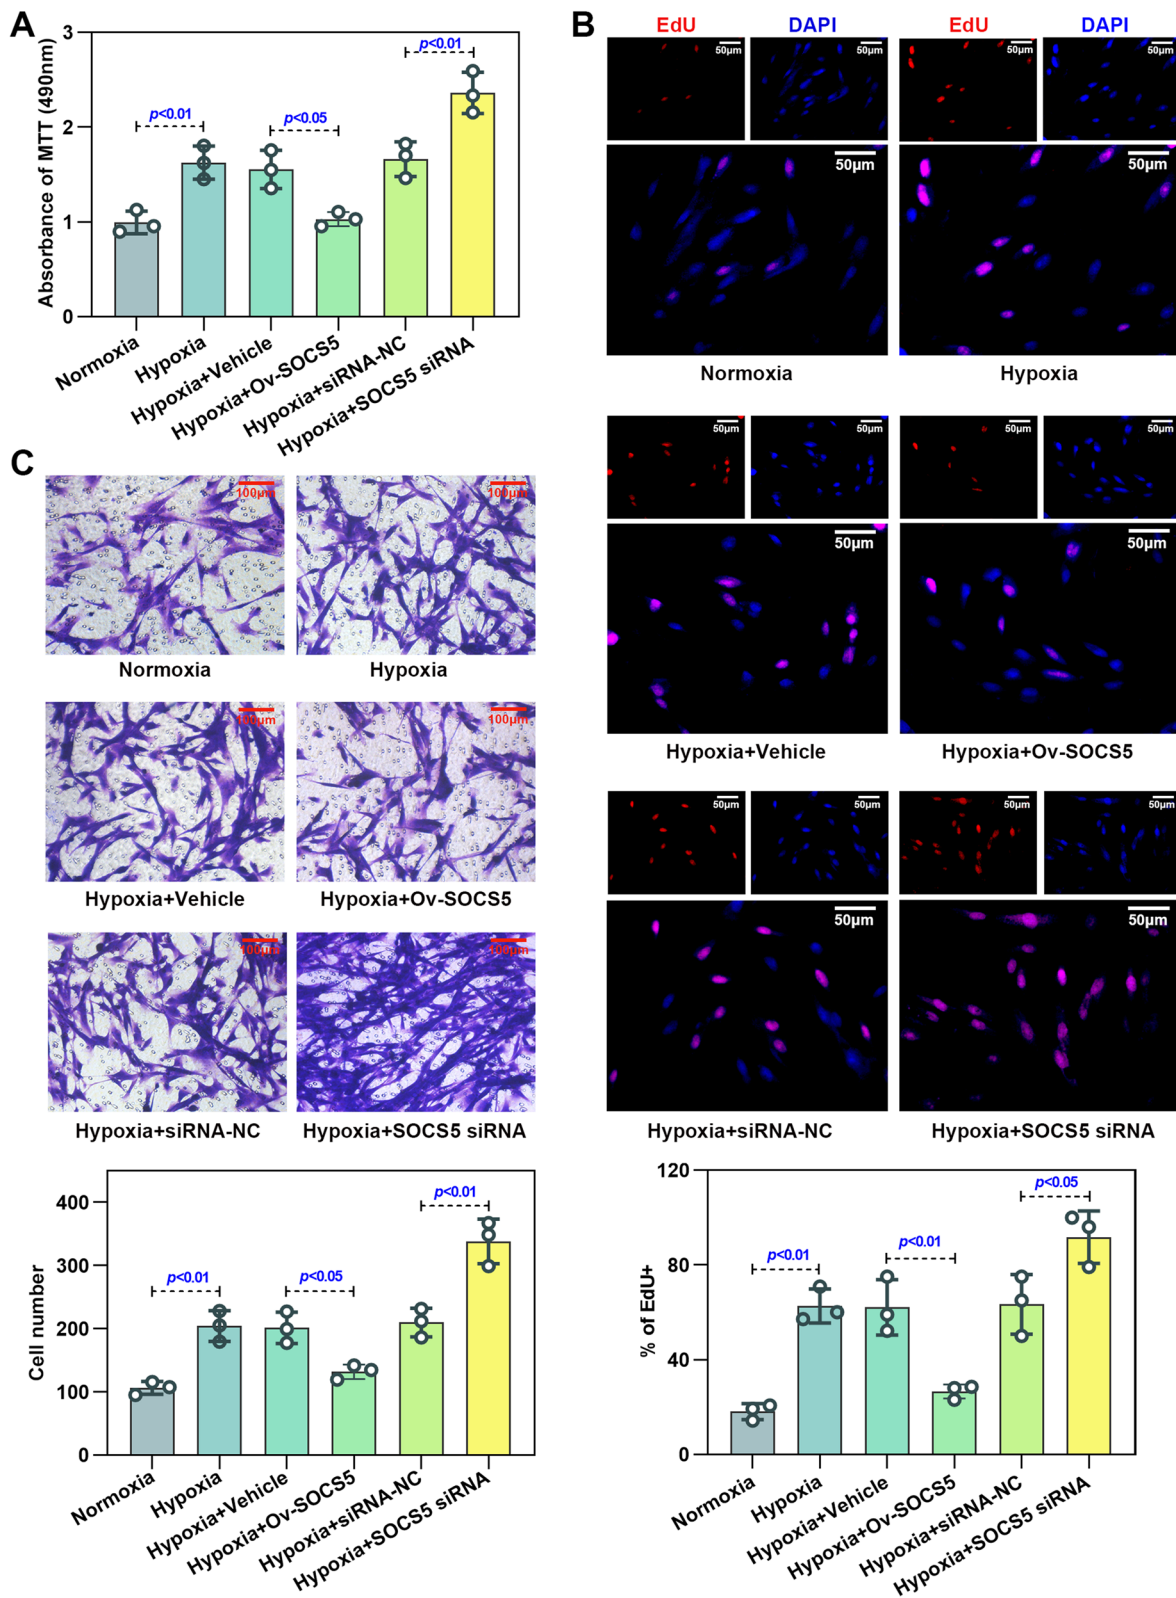 A
Absorbance of MTT (490nm)
3
2
1
0
p<0.01
p<0.05
p<0.01
Normoxia
Hypoxia
Hypoxia+Vehicle
Hypoxia+Ov-SOCS5
Hypoxia+siRNA-NC
Hypoxia+SOCS5 siRNA
B
EdU
DAPI
EdU
DAPI
50μm
50μm
50μm
50μm
50μm
50μm
Normoxia
Hypoxia
50μm
50μm
50μm
50μm
50μm
50μm
Hypoxia+Vehicle
Hypoxia+Ov-SOCS5
50μm
50μm
50μm
50μm
50μm
50μm
Hypoxia+siRNA-NC
Hypoxia+SOCS5 siRNA
% of EdU+
120
80
40
0
p<0.01
p<0.01
p<0.05
Normoxia
Hypoxia
Hypoxia+Vehicle
Hypoxia+Ov-SOCS5
Hypoxia+siRNA-NC
Hypoxia+SOCS5 siRNA
C
100μm
100μm
Normoxia
Hypoxia
100μm
100μm
Hypoxia+Vehicle
Hypoxia+Ov-SOCS5
100μm
100μm
Hypoxia+siRNA-NC
Hypoxia+SOCS5 siRNA
Cell number
400
300
200
100
0
p<0.01
p<0.05
p<0.01
Normoxia
Hypoxia
Hypoxia+Vehicle
Hypoxia+Ov-SOCS5
Hypoxia+siRNA-NC
Hypoxia+SOCS5 siRNA